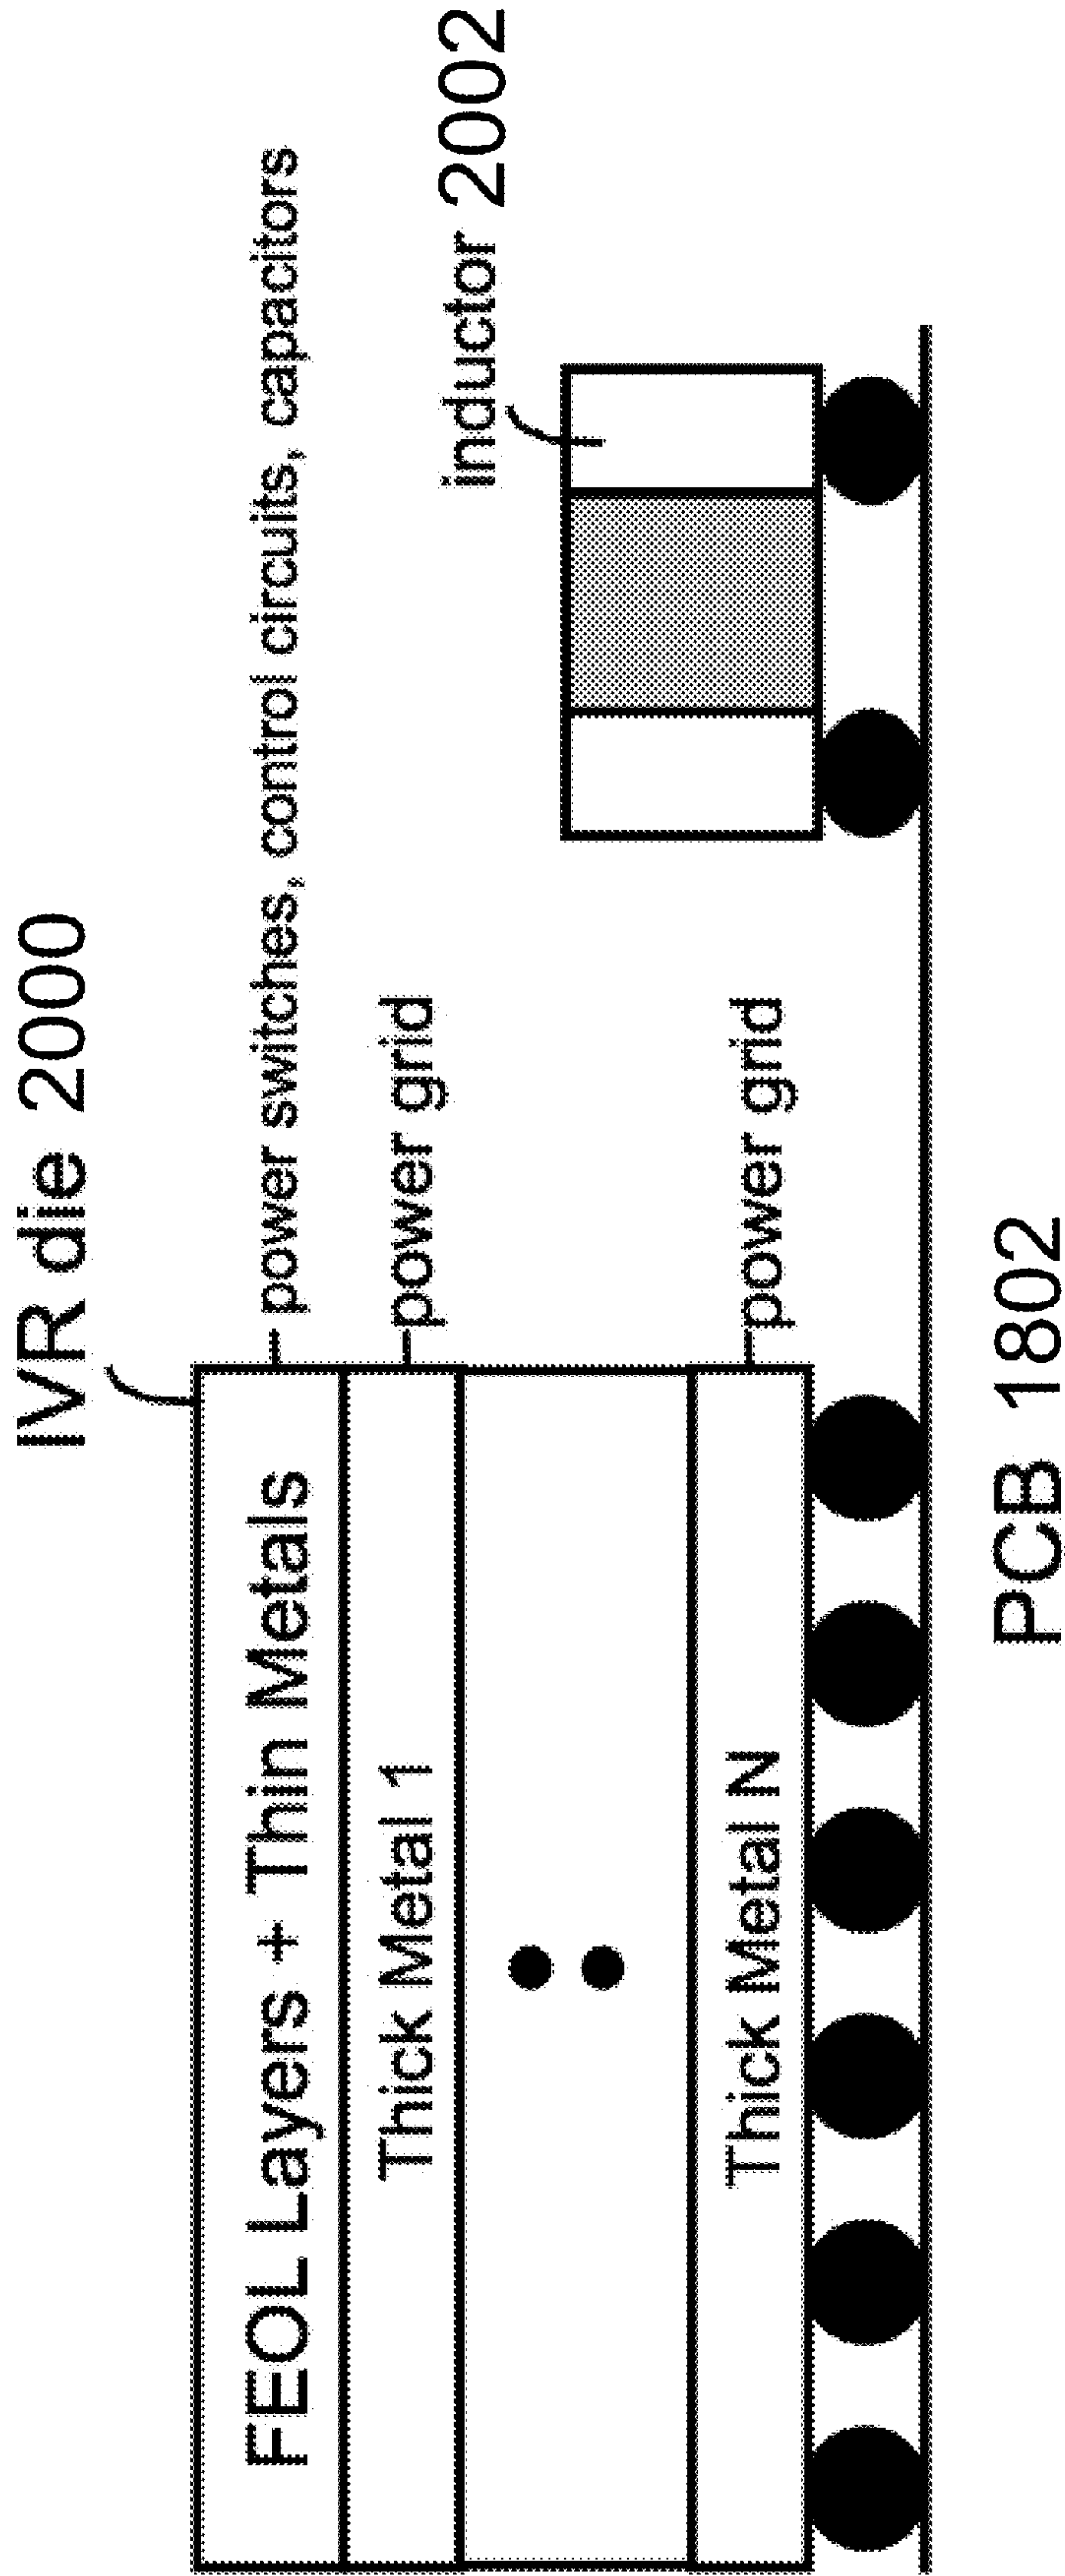 IVR die 2000
FEOL Layers + Thin Metals
power switches, control circuits, capacitors
Thick Metal 1
power grid
inductor 2002
Thick Metal N
power grid
PCB 1802